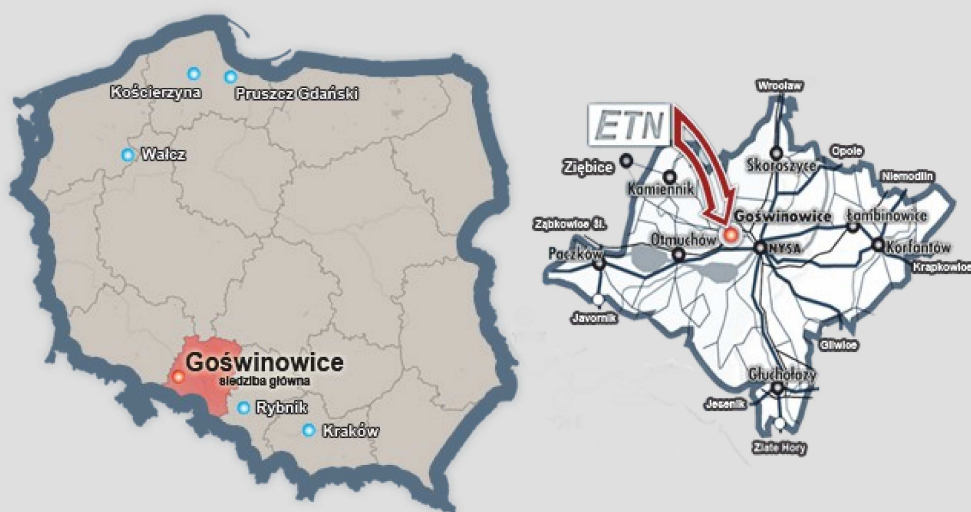 Kościerzyna
Pruszcz Gdański
Wałcz
Goświnowice
siedziba główna
Rybnik
Kraków
Wrocław
ETN
Skoroszyce
Opole
Ziębice
Kamiennik
Niemodlin
Goświnowice
Łambinowice
Ząbkowice Śl.
Otmuchów
NYSA
Korfantów
Paczków
Krapkowice
Javornik
Gliwice
Głuchołazy
Jesenik
Zlate Hory